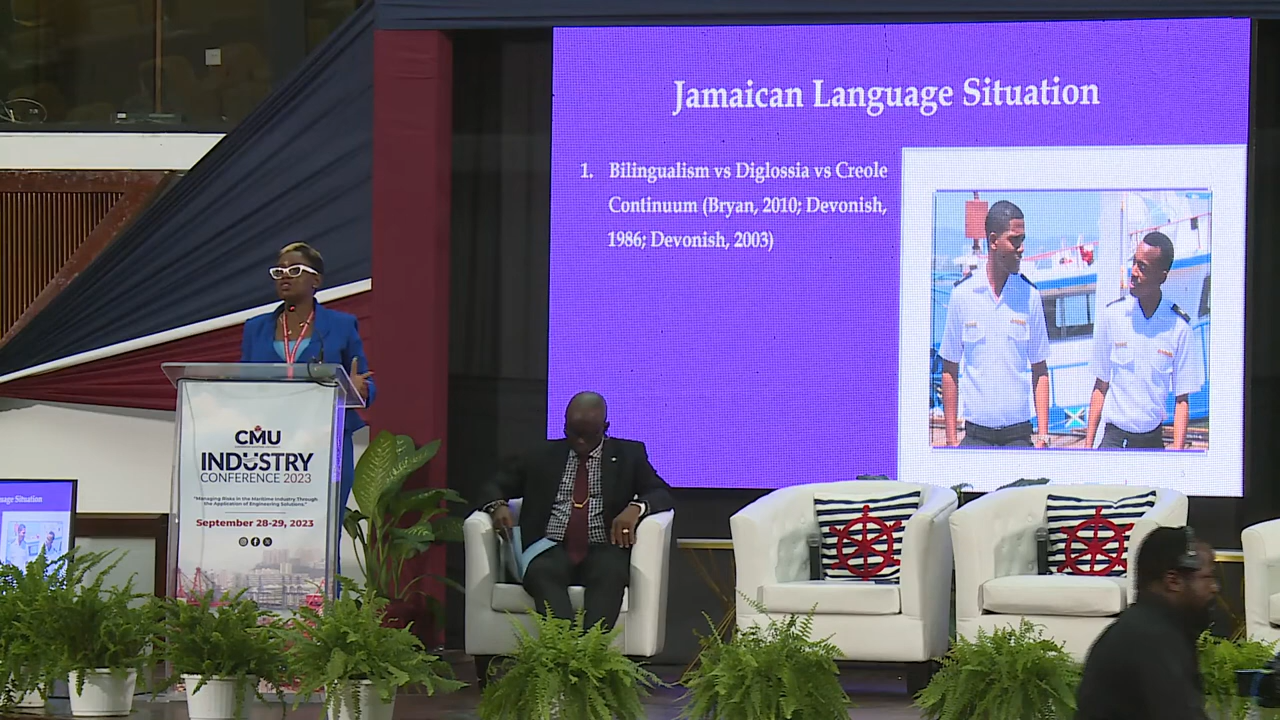 Jamaican Language Situation
1. Bilingualism vs Diglossia vs Creole
Continuum (Bryan, 2010; Devonish,
1986; Devonish, 2003)
CMU
INDUSTRY
CONFERENCE 2023
"Managing Risks in the Maritime Industry Through
the Application of Engineering Solutions."
September 28-29, 2023
uage Situation